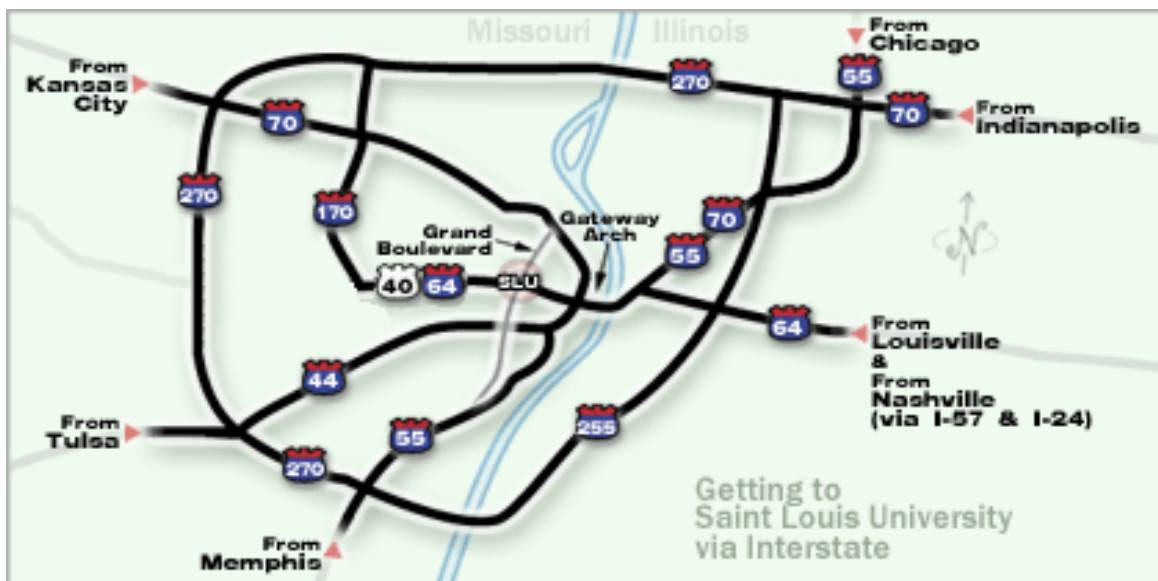 Missouri Illinois
From
Chicago
55
From
Kansas
City
270
70
70
From
Indianapolis
270
170
70
Gateway
Arch
Grand
Boulevard
55
40
64
SLU
64
From
Louisville
&
From
Nashville
(via I-57 & I-24)
44
From
Tulsa
55
255
270
From
Memphis
N
Getting to
Saint Louis University
via Interstate